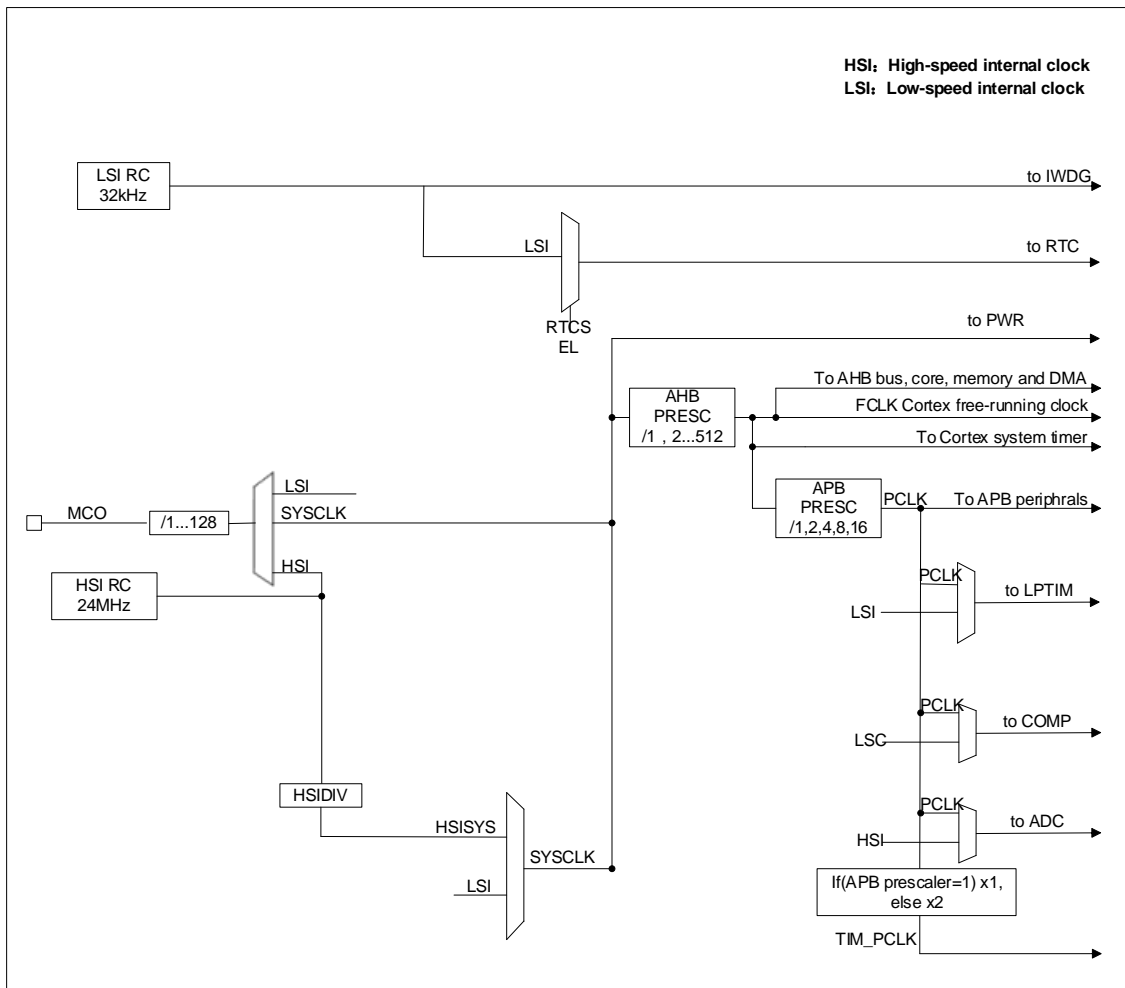 HSI：High-speed internal clock
LSI：Low-speed internal clock
LSI RC
32kHz
to IWDG
LSI
to RTC
RTCS
EL
to PWR
To AHB bus, core, memory and DMA
AHB
PRESC
/1 , 2...512
FCLK Cortex free-running clock
To Cortex system timer
LSI
APB
PRESC
/1,2,4,8,16
PCLK
To APB periphrals
MCO
/1...128
SYSCLK
HSI
HSI RC
24MHz
PCLK
to LPTIM
LSI
PCLK
to COMP
LSC
HSIDIV
PCLK
to ADC
HSISYS
HSI
SYSCLK
LSI
If(APB prescaler=1) x1,
else x2
TIM_PCLK